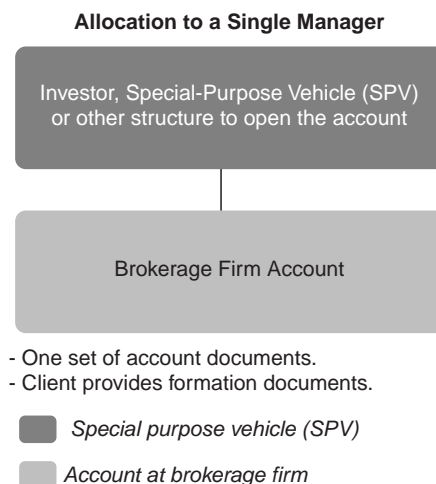 Allocation to a Single Manager
Investor, Special-Purpose Vehicle (SPV)
or other structure to open the account
Brokerage Firm Account
- One set of account documents.
- Client provides formation documents.
Special purpose vehicle (SPV)
Account at brokerage firm